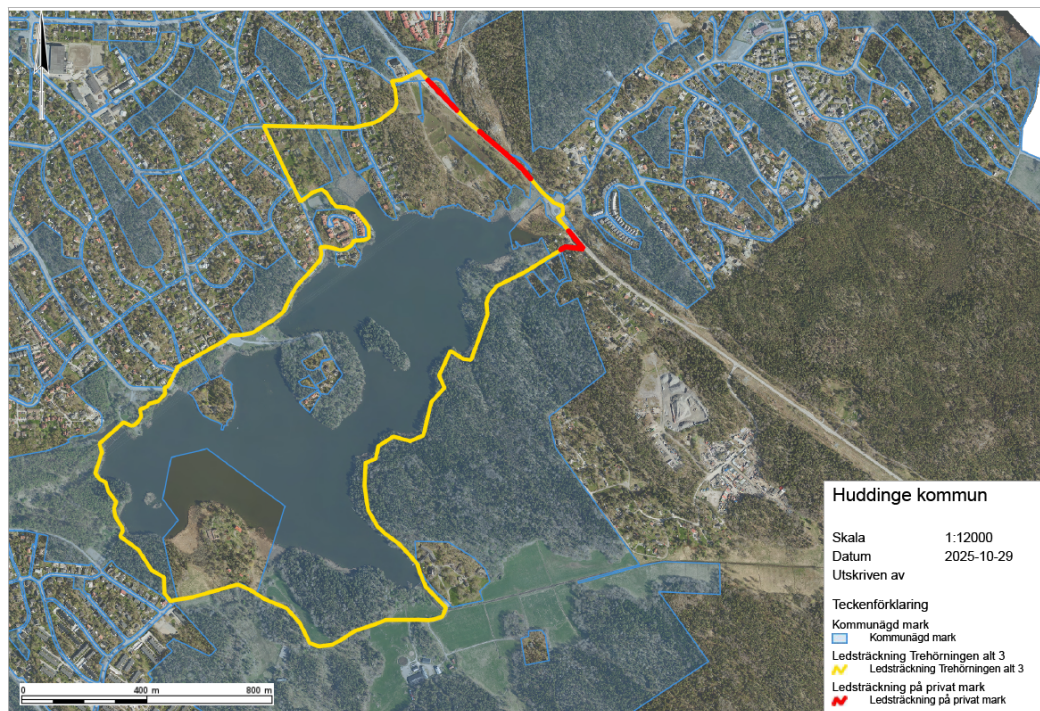 Huddinge kommun
Skala 1:12000
Datum 2025-10-29
Utskriven av
Teckenförklaring
Kommunägd mark
Kommunägd mark
Ledsträckning Trehörningen alt 3
Ledsträckning Trehörningen alt 3
Ledsträckning på privat mark
Ledsträckning på privat mark
0 400 m 800 m